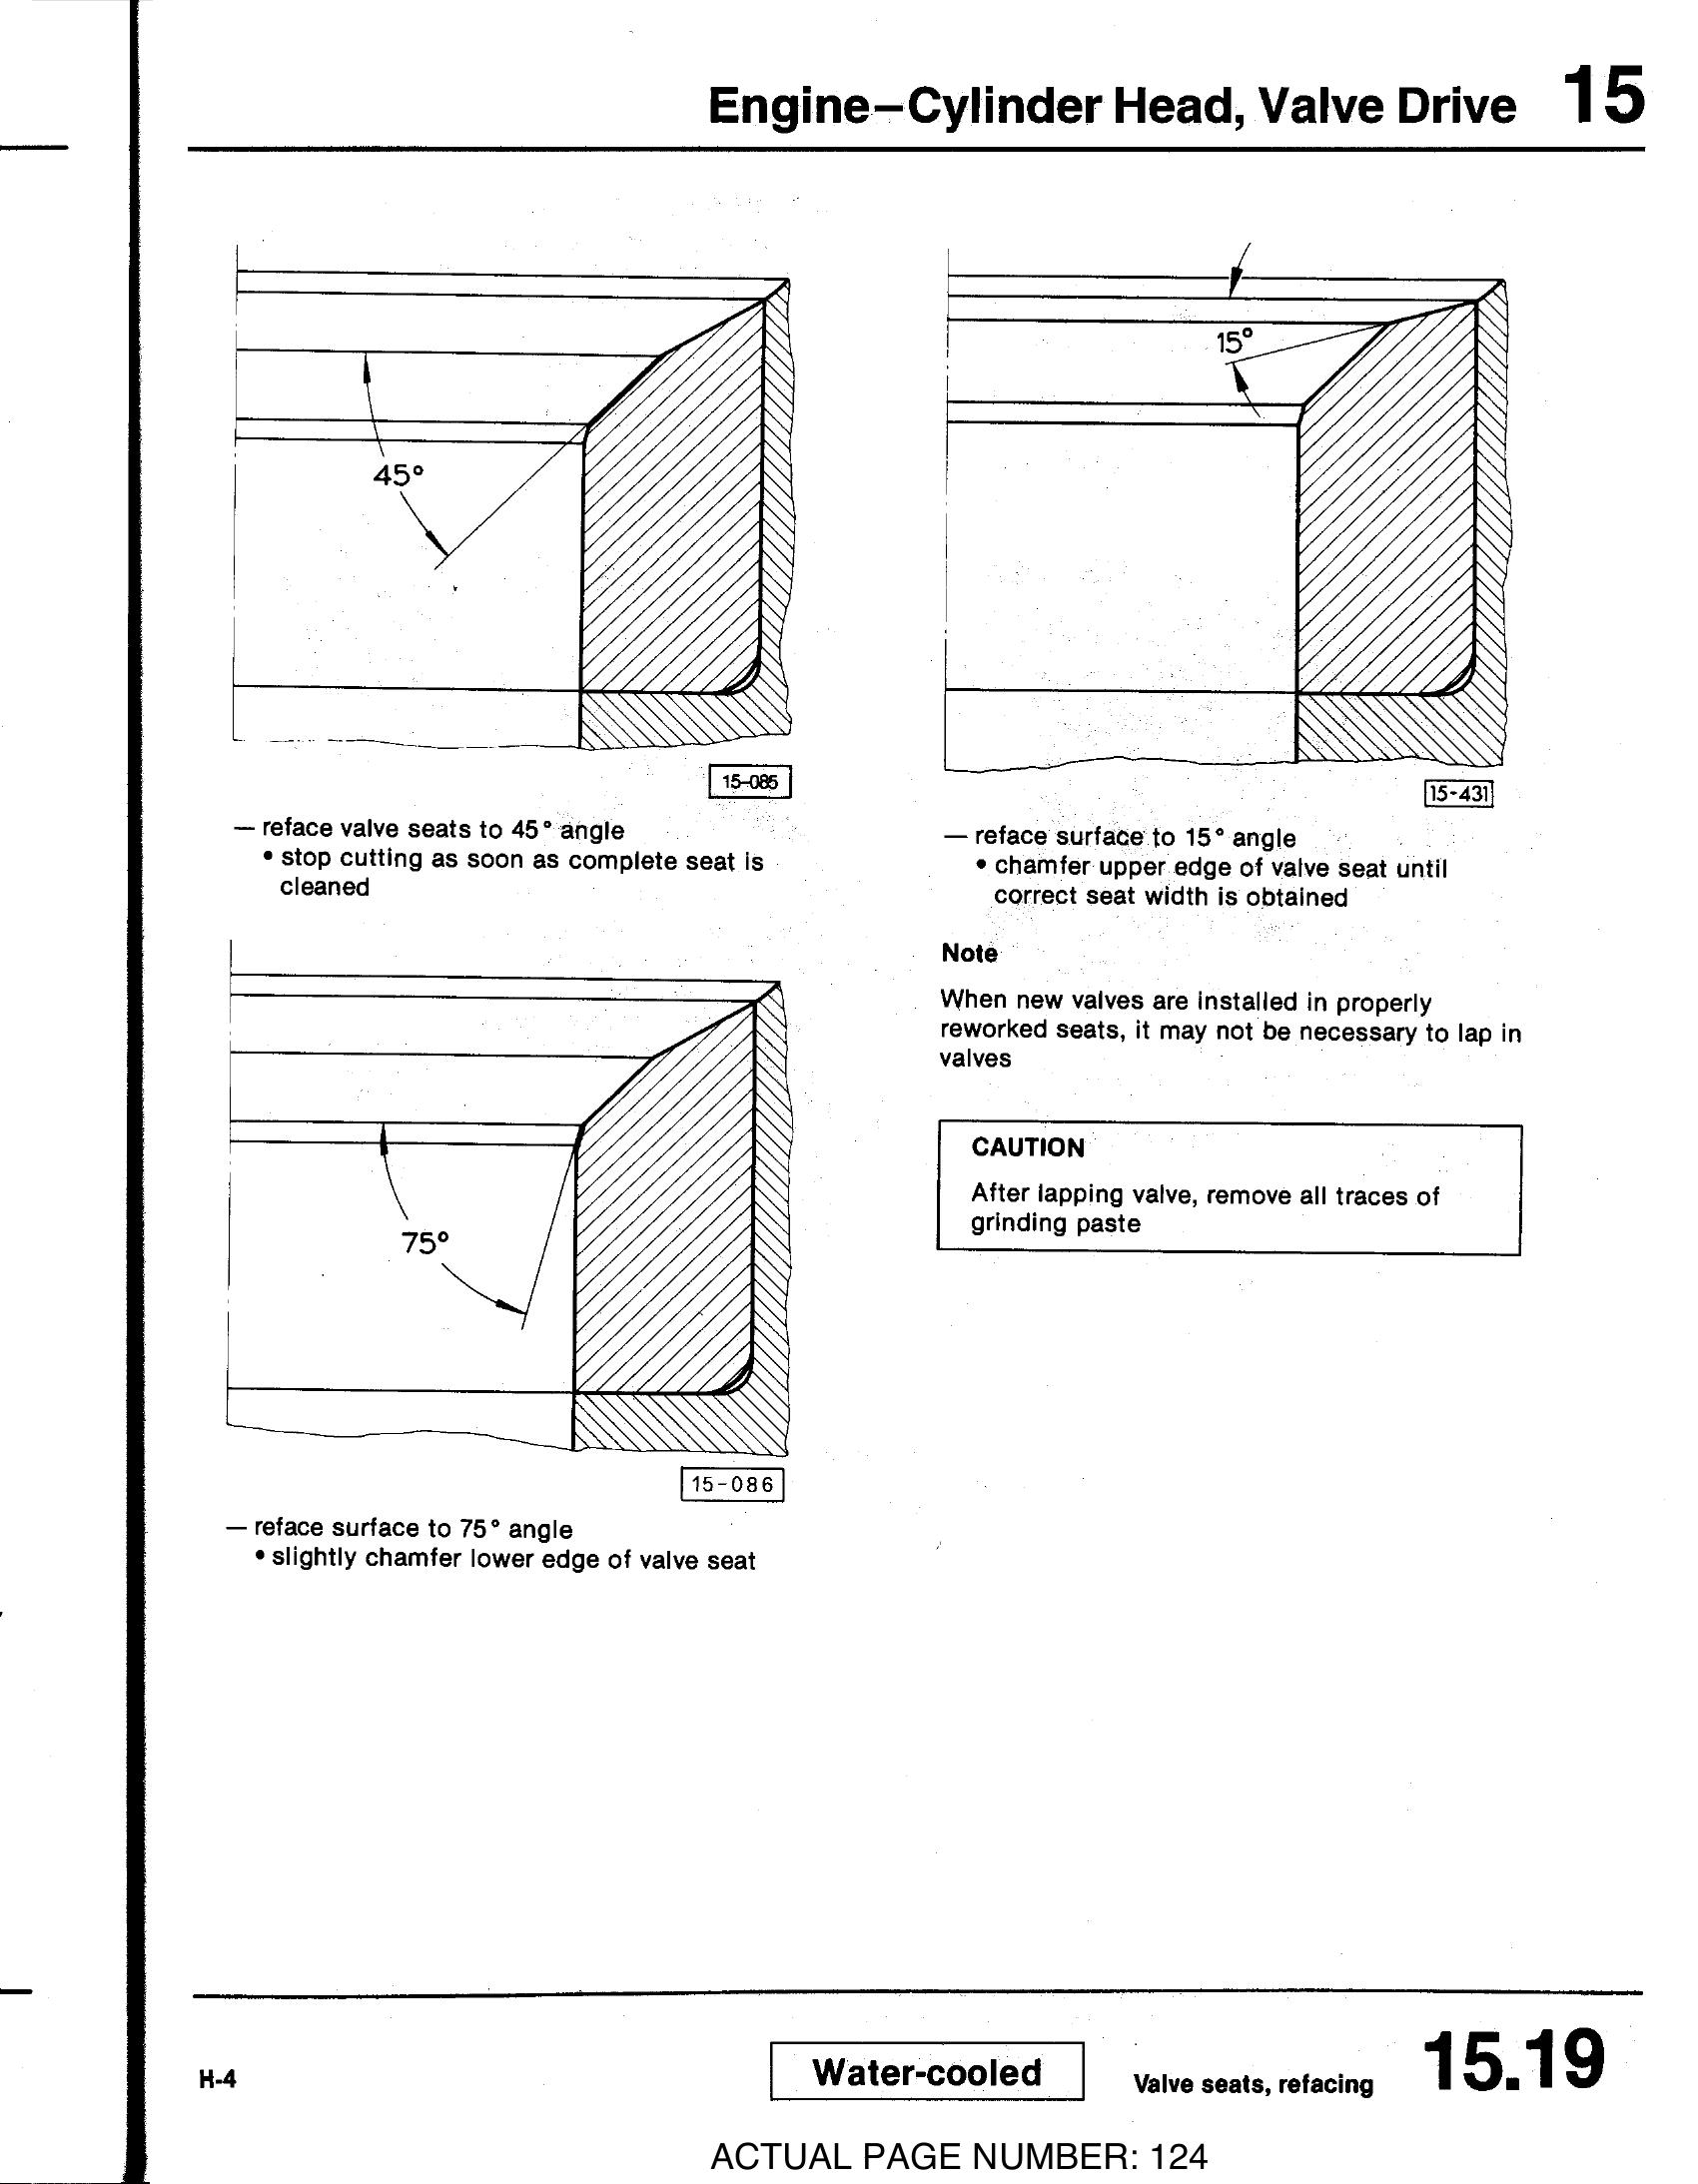 Engine–Cylinder Head, Valve Drive 15
45°
15-085
— reface valve seats to 45° angle
• stop cutting as soon as complete seat is
cleaned
75°
15-086
— reface surface to 75° angle
• slightly chamfer lower edge of valve seat
15°
15-431
— reface surface to 15° angle
• chamfer upper edge of valve seat until
correct seat width is obtained
Note
When new valves are installed in properly
reworked seats, it may not be necessary to lap in
valves
CAUTION
After lapping valve, remove all traces of
grinding paste
H-4
Water-cooled
Valve seats, refacing
15.19
ACTUAL PAGE NUMBER: 124